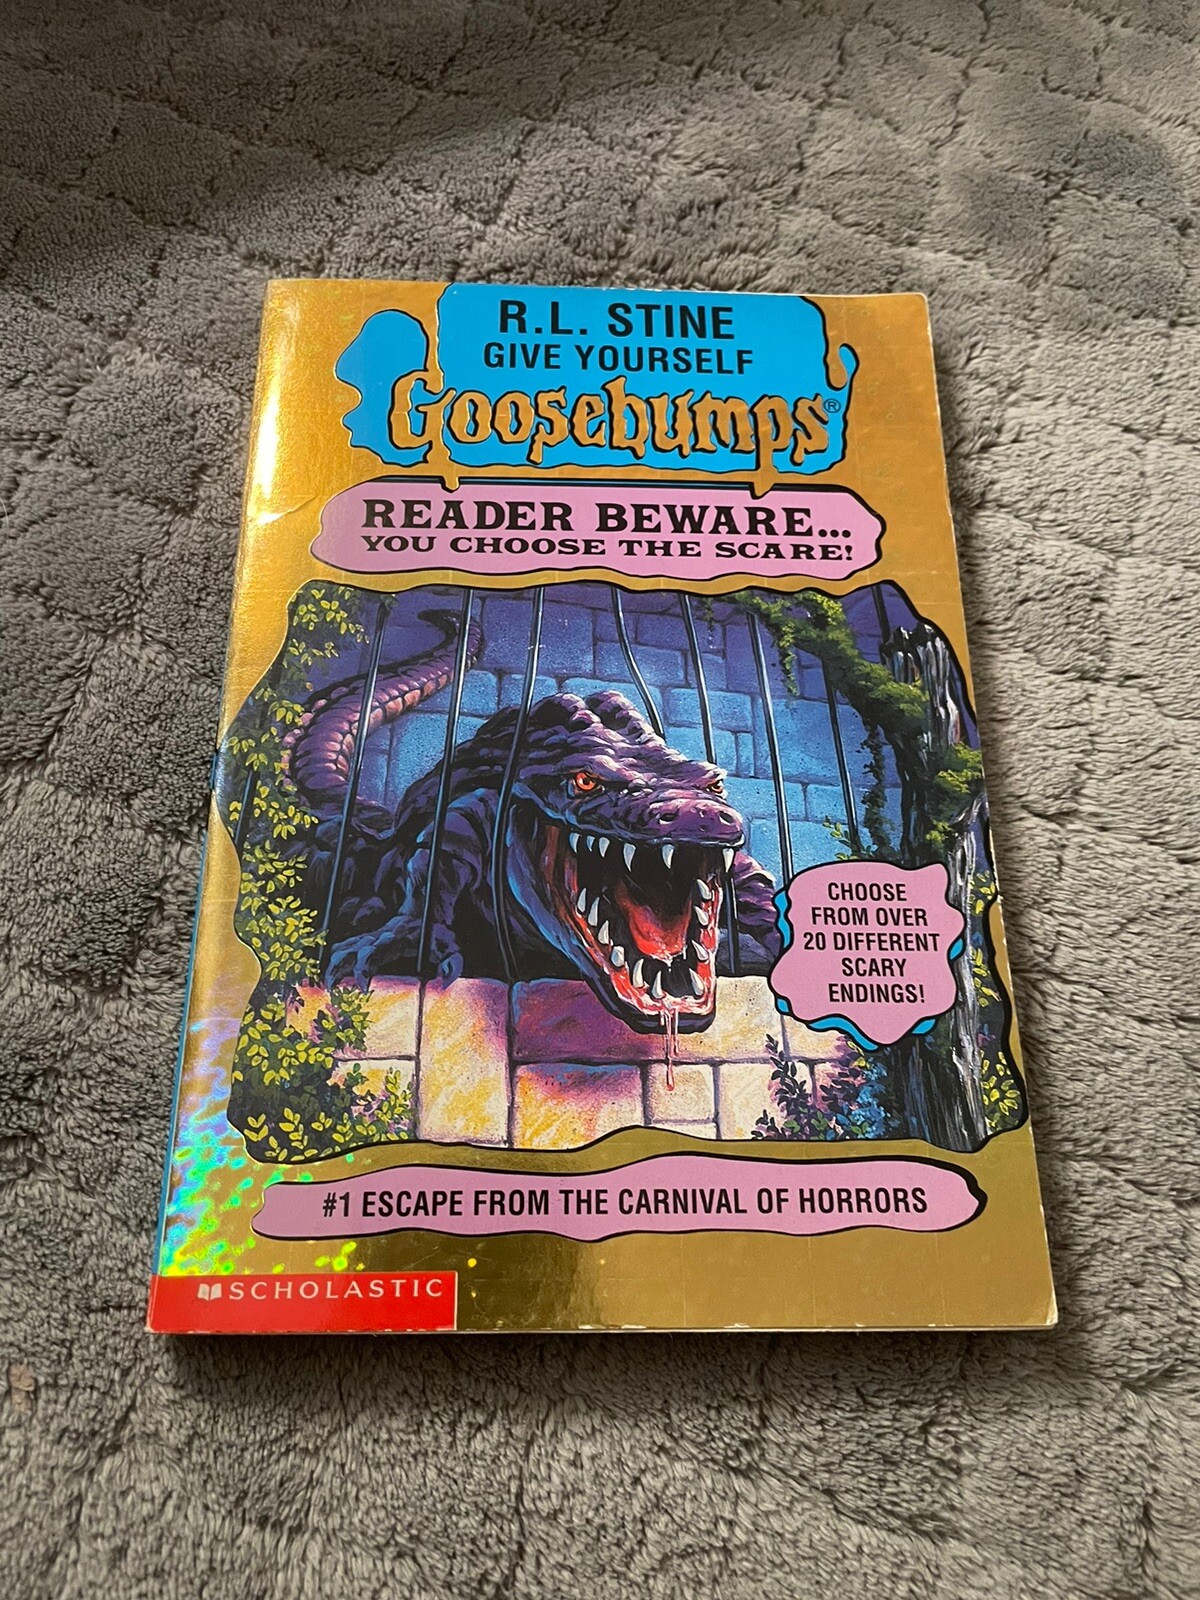 R.L. STINE
GIVE YOURSELF
Goosebumps®
READER BEWARE...
YOU CHOOSE THE SCARE!
CHOOSE
FROM OVER
20 DIFFERENT
SCARY
ENDINGS!
#1 ESCAPE FROM THE CARNIVAL OF HORRORS
SCHOLASTIC